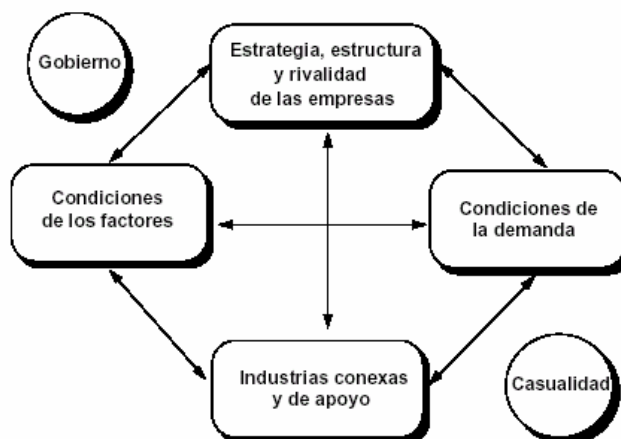 Gobierno
Estrategia, estructura
y rivalidad
de las empresas
Condiciones
de los factores
Condiciones de
la demanda
Industrias conexas
y de apoyo
Casualidad